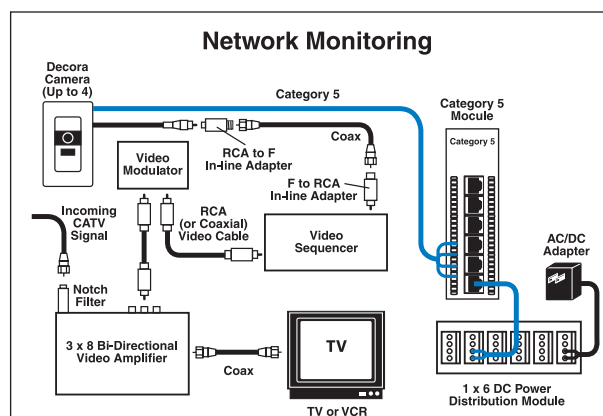 Network Monitoring
Decora
Camera
(Up to 4)
Category 5
Category 5
Mocule
Category 5
Coax
RCA to F
In-line Adapter
Video
Modulator
F to RCA
In-line Adapter
Incoming
CATV
Signal
RCA
(or Coaxial)
Video Cable
Video
Sequencer
AC/DC
Adapter
Notch
Filter
3 x 8 Bi-Directional
Video Amplifier
Coax
TV
TV or VCR
1 x 6 DC Power
Distribution Module